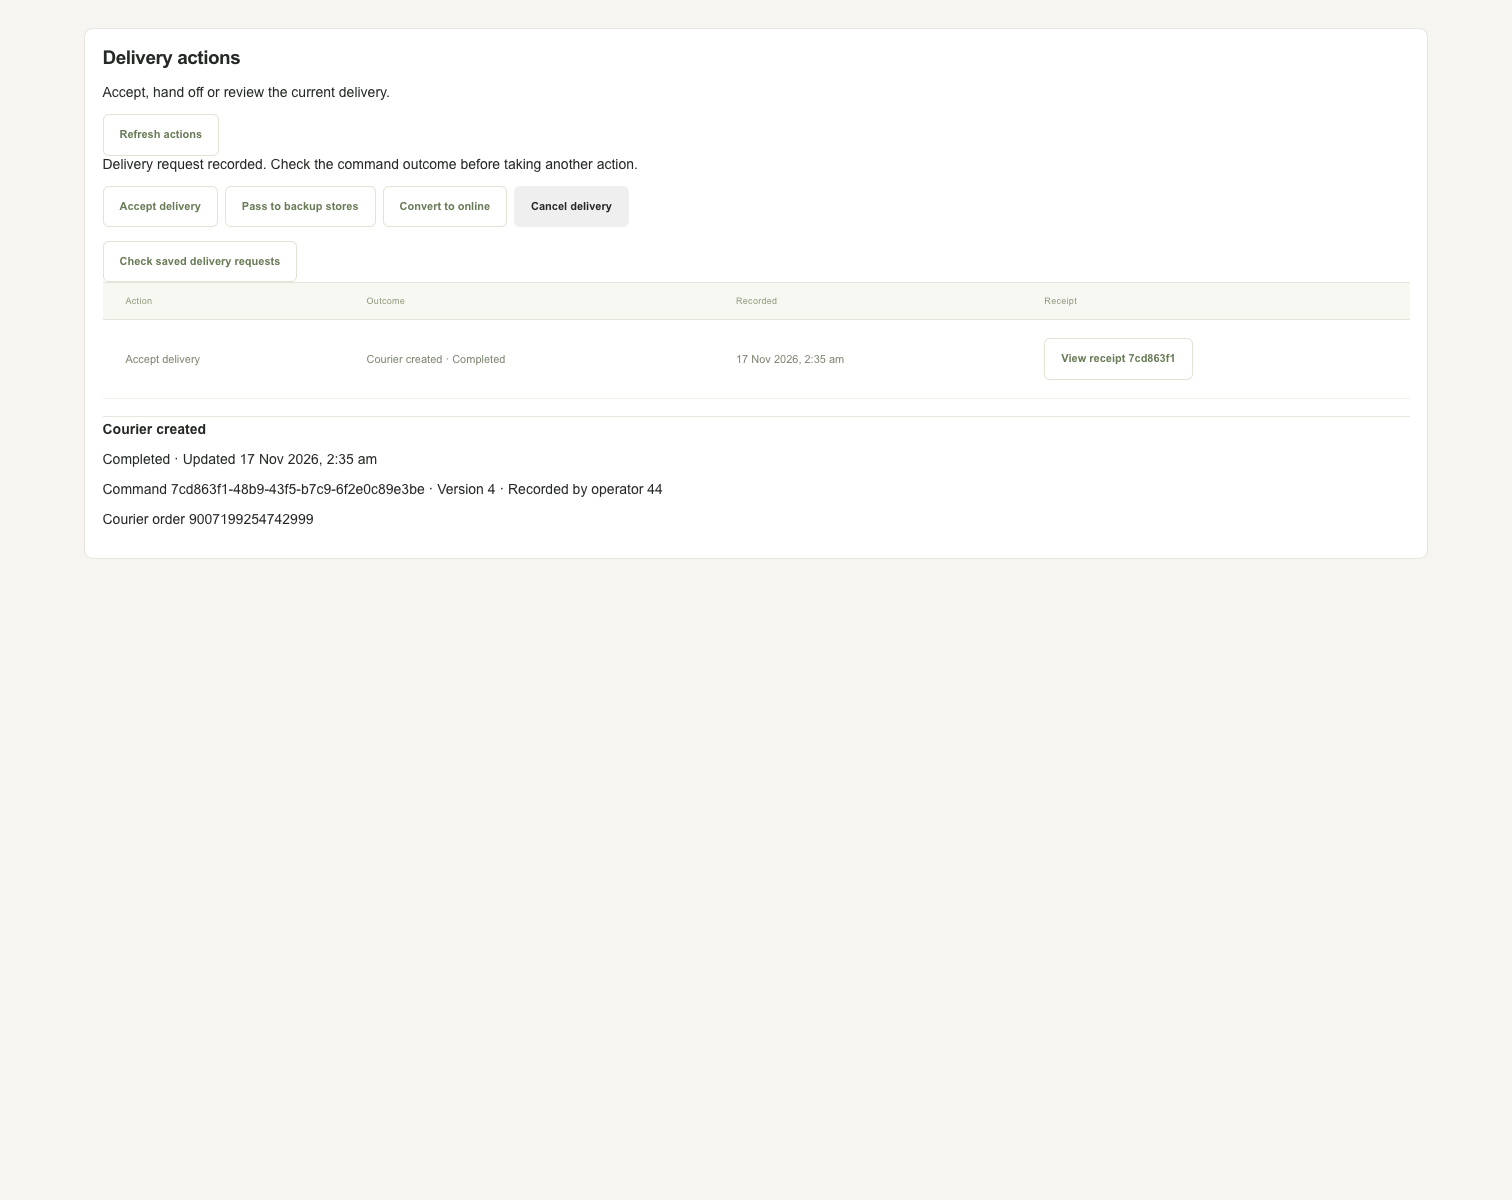 Delivery actions
Accept, hand off or review the current delivery.
Refresh actions
Delivery request recorded. Check the command outcome before taking another action.
Accept delivery Pass to backup stores Convert to online Cancel delivery
Check saved delivery requests
Action Outcome Recorded Receipt
Accept delivery Courier created · Completed 17 Nov 2026, 2:35 am View receipt 7cd863f1
Courier created
Completed · Updated 17 Nov 2026, 2:35 am
Command 7cd863f1-48b9-43f5-b7c9-6f2e0c89e3be · Version 4 · Recorded by operator 44
Courier order 9007199254742999